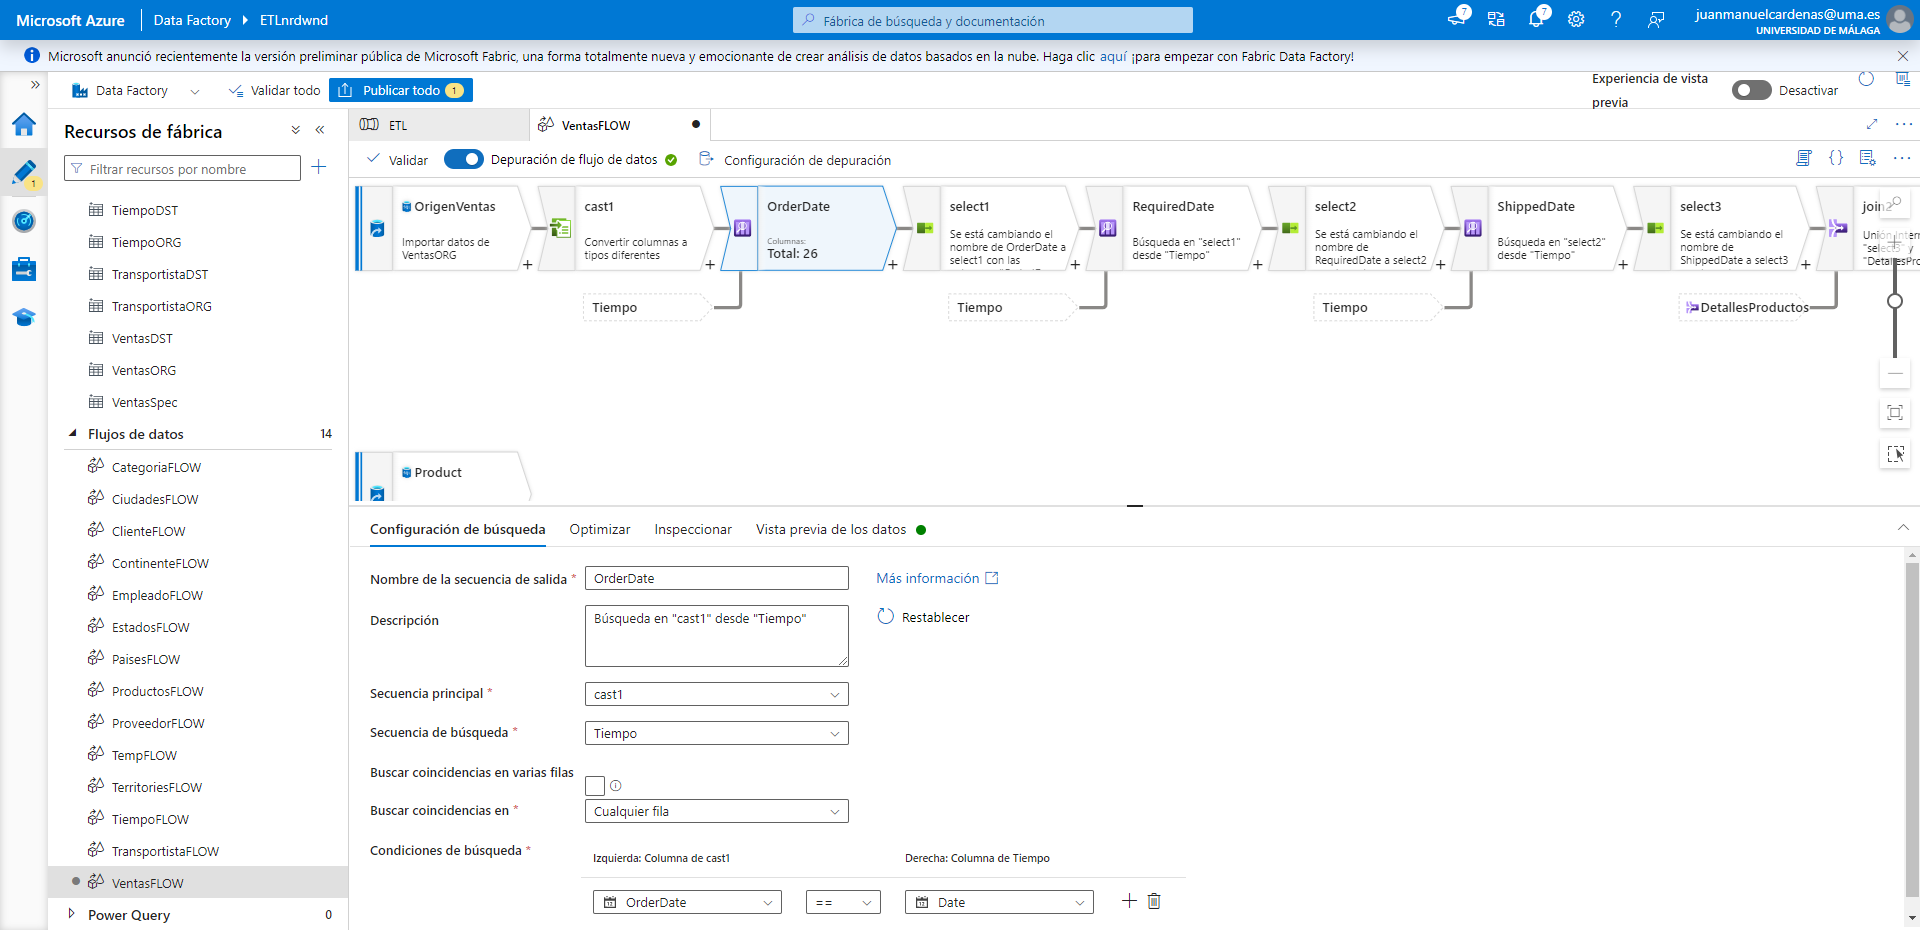 Microsoft Azure
Data Factory
ETLnrdwnd
Fábrica de búsqueda y documentación
7
7
juanmanuelcardenas@uma.es
UNIVERSIDAD DE MÁLAGA
Microsoft anunció recientemente la versión preliminar pública de Microsoft Fabric, una forma totalmente nueva y emocionante de crear análisis de datos basados en la nube. Haga clic aquí ¡para empezar con Fabric Data Factory!
Data Factory
Validar todo
Publicar todo 1
Experiencia de vista
previa
Desactivar
1
Recursos de fábrica
Filtrar recursos por nombre
TiempoDST
TiempoORG
TransportistaDST
TransportistaORG
VentasDST
VentasORG
VentasSpec
Flujos de datos 14
CategoriaFLOW
CiudadesFLOW
ClienteFLOW
ContinenteFLOW
EmpleadoFLOW
EstadosFLOW
PaisesFLOW
ProductosFLOW
ProveedorFLOW
TempFLOW
TerritoriesFLOW
TiempoFLOW
TransportistaFLOW
VentasFLOW
Power Query 0
ETL
VentasFLOW
Validar
Depuración de flujo de datos
Configuración de depuración
OrigenVentas
Importar datos de
VentasORG
cast1
Convertir columnas a
tipos diferentes
OrderDate
Columnas:
Total: 26
select1
Se está cambiando el
nombre de OrderDate a
select1 con las
RequiredDate
Búsqueda en "select1"
desde "Tiempo"
select2
Se está cambiando el
nombre de
RequiredDate a select2
ShippedDate
Búsqueda en "select2"
desde "Tiempo"
select3
Se está cambiando el
nombre de
ShippedDate a select3
join2
Unión
"select3" y
Tiempo
Tiempo
Tiempo
DetallesProductos
Product
Configuración de búsqueda
Optimizar
Inspeccionar
Vista previa de los datos
Nombre de la secuencia de salida *
OrderDate
Más información
Descripción
Búsqueda en "cast1" desde "Tiempo"
Restablecer
Secuencia principal *
cast1
Secuencia de búsqueda *
Tiempo
Buscar coincidencias en varias filas
Buscar coincidencias en *
Cualquier fila
Condiciones de búsqueda *
Izquierda: Columna de cast1
Derecha: Columna de Tiempo
OrderDate
==
Date